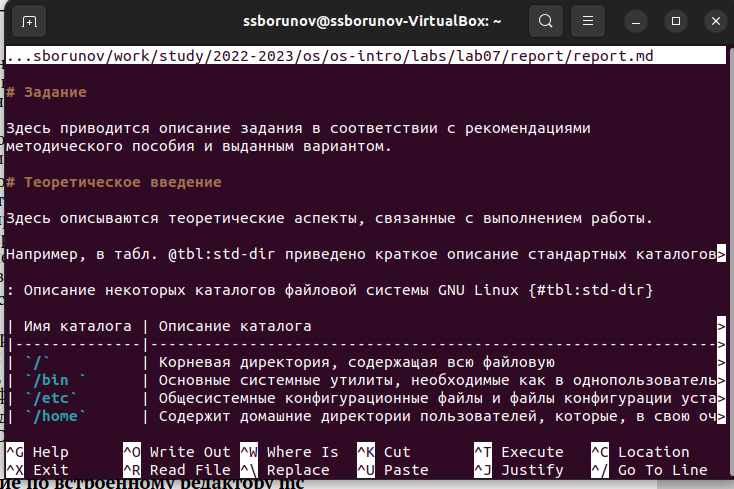 ssborunov@ssborunov-VirtualBox: ~
...sborunov/work/study/2022-2023/os/os-intro/labs/lab07/report/report.md
# Задание
Здесь приводится описание задания в соответствии с рекомендациями
методического пособия и выданным вариантом.
# Теоретическое введение
Здесь описываются теоретические аспекты, связанные с выполнением работы.
Например, в табл. @tbl:std-dir приведено краткое описание стандартных каталогов>
: Описание некоторых каталогов файловой системы GNU Linux {#tbl:std-dir}
| Имя каталога | Описание каталога >
|--------------|---------------------------------------------------------------->
| `/` | Корневая директория, содержащая всю файловую >
| `/bin ` | Основные системные утилиты, необходимые как в однопользователь>
| `/etc` | Общесистемные конфигурационные файлы и файлы конфигурации уста>
| `/home` | Содержит домашние директории пользователей, которые, в свою оч>
^G Help ^O Write Out ^W Where Is ^K Cut ^T Execute ^C Location
^X Exit ^R Read File ^\ Replace ^U Paste ^J Justify ^/ Go To Line
по встроенному редактору mc